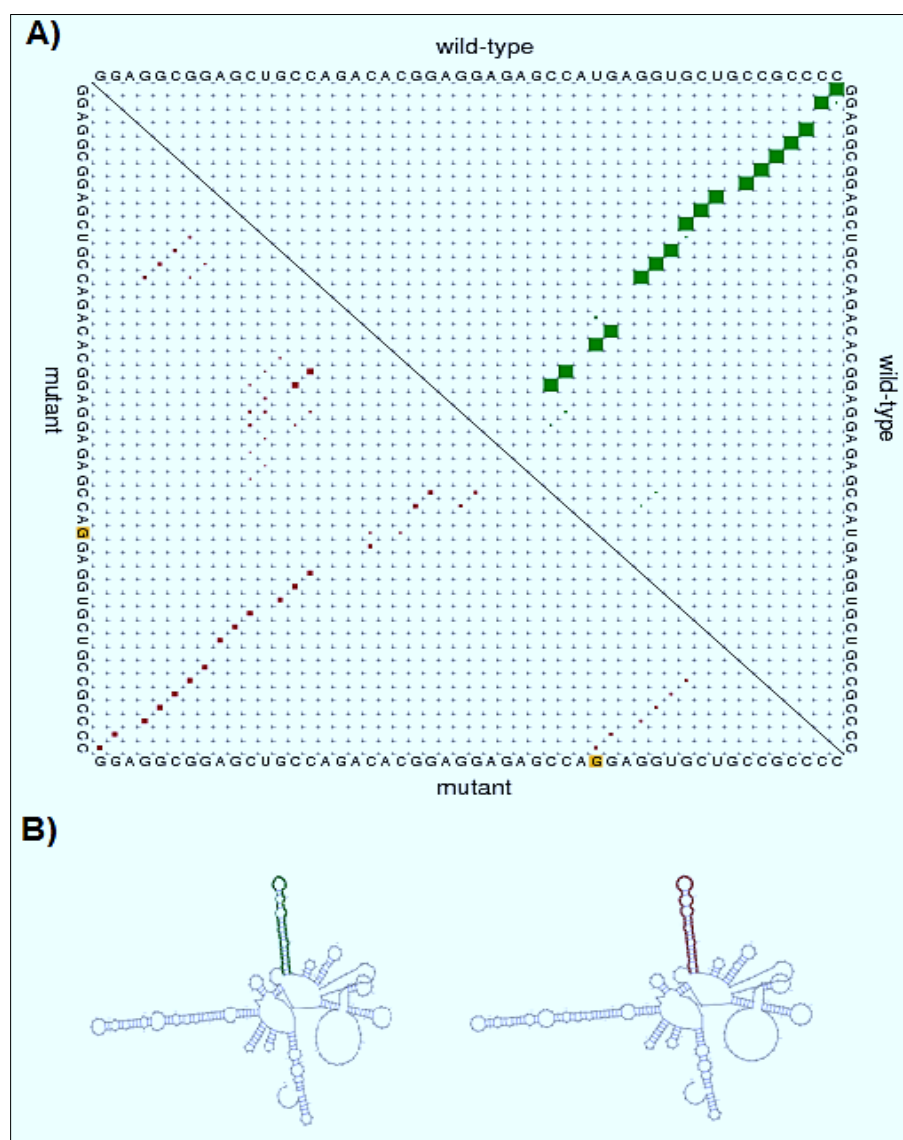 A)
wild-type
GGAGGCGGAGCUGCCAGACACGGAGGAGAGCCAUGAGGUGCUGCCGCCCC
GGAGGCGGAGCUGCCAGACACGGAGGAGAGCCAGGAGGUGCUGCCGCCCC
mutant
GGAGGCGGAGCUGCCAGACACGGAGGAGAGCCAUGAGGUGCUGCCGCCCC
wild-type
GGAGGCGGAGCUGCCAGACACGGAGGAGAGCCAGGAGGUGCUGCCGCCCC
mutant
B)